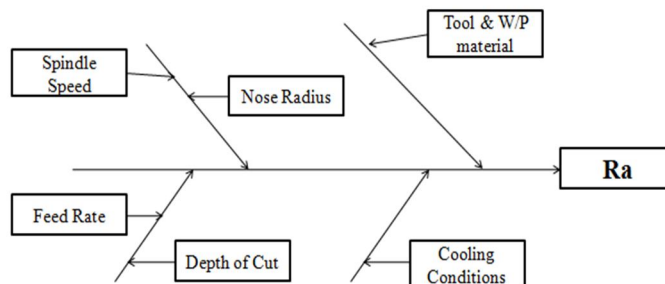 Tool & W/P
material
Spindle
Speed
Nose Radius
Ra
Feed Rate
Depth of Cut
Cooling
Conditions